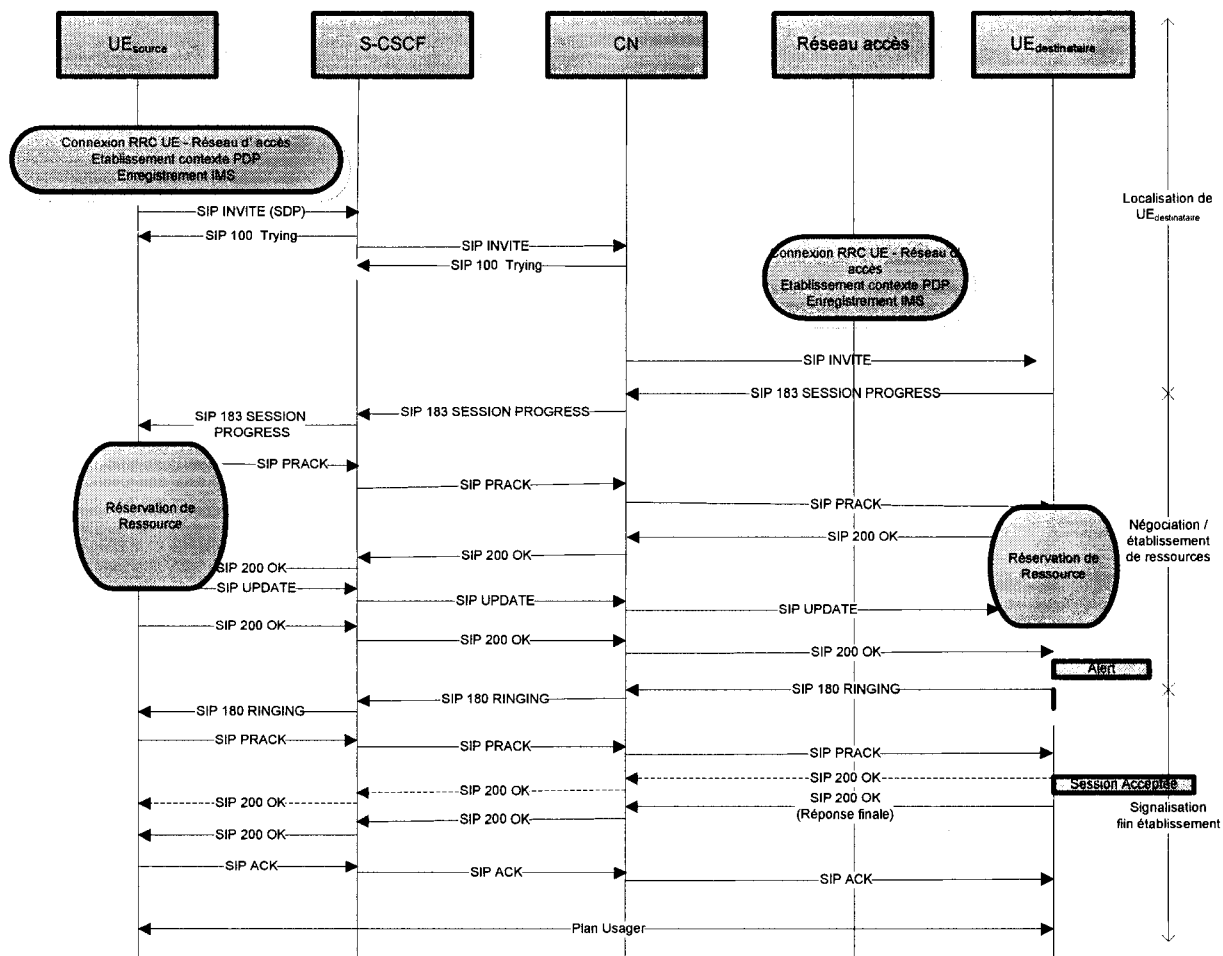 UEsource
S-CSCF
CN
Réseau accès
UEdestinataire
Connexion RRC UE - Réseau d' accès
Etablissement contexte PDP
Enregistrement IMS
Localisation de
UEdestinataire
SIP INVITE (SDP)
SIP 100 Trying
SIP INVITE
SIP 100 Trying
Connexion RRC UE - Réseau d'
accès
Etablissement contexte PDP
Enregistrement IMS
SIP INVITE
SIP 183 SESSION PROGRESS
SIP 183 SESSION PROGRESS
SIP 183 SESSION
PROGRESS
SIP PRACK
SIP PRACK
SIP PRACK
Réservation de
Ressource
Négociation /
établissement
de ressources
SIP 200 OK
SIP 200 OK
SIP 200 OK
Réservation de
Ressource
SIP UPDATE
SIP UPDATE
SIP UPDATE
SIP 200 OK
SIP 200 OK
SIP 200 OK
Alert
SIP 180 RINGING
SIP 180 RINGING
SIP 180 RINGING
SIP PRACK
SIP PRACK
SIP PRACK
SIP 200 OK
Session Acceptée
SIP 200 OK
SIP 200 OK
SIP 200 OK
(Réponse finale)
Signalisation
fiin établissement
SIP 200 OK
SIP 200 OK
SIP ACK
SIP ACK
SIP ACK
Plan Usager